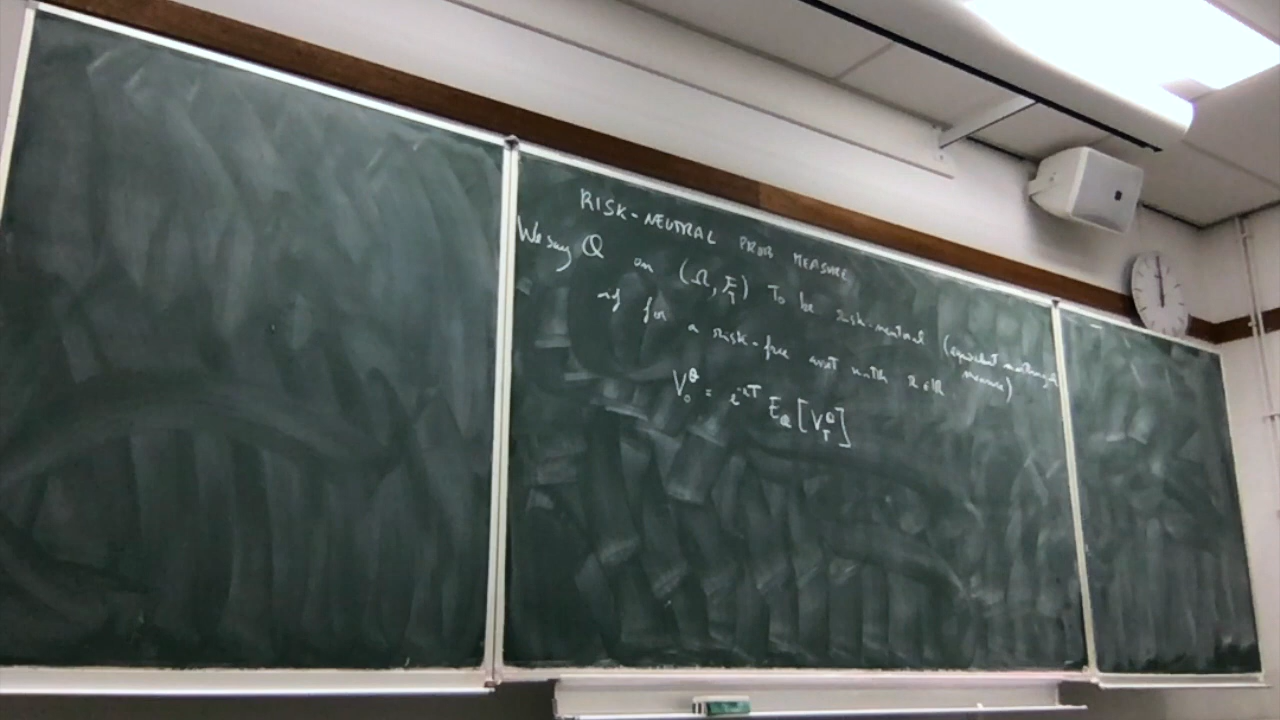 RISK-NEUTRAL PROB MEASURE
We say Q on (Ω, F_T) To be risk-neutral (equivalent martingale measure)
if for a risk-free asset with r ∈ ℝ
V_0^θ = e^{-rT} E_Q [V_T^θ]